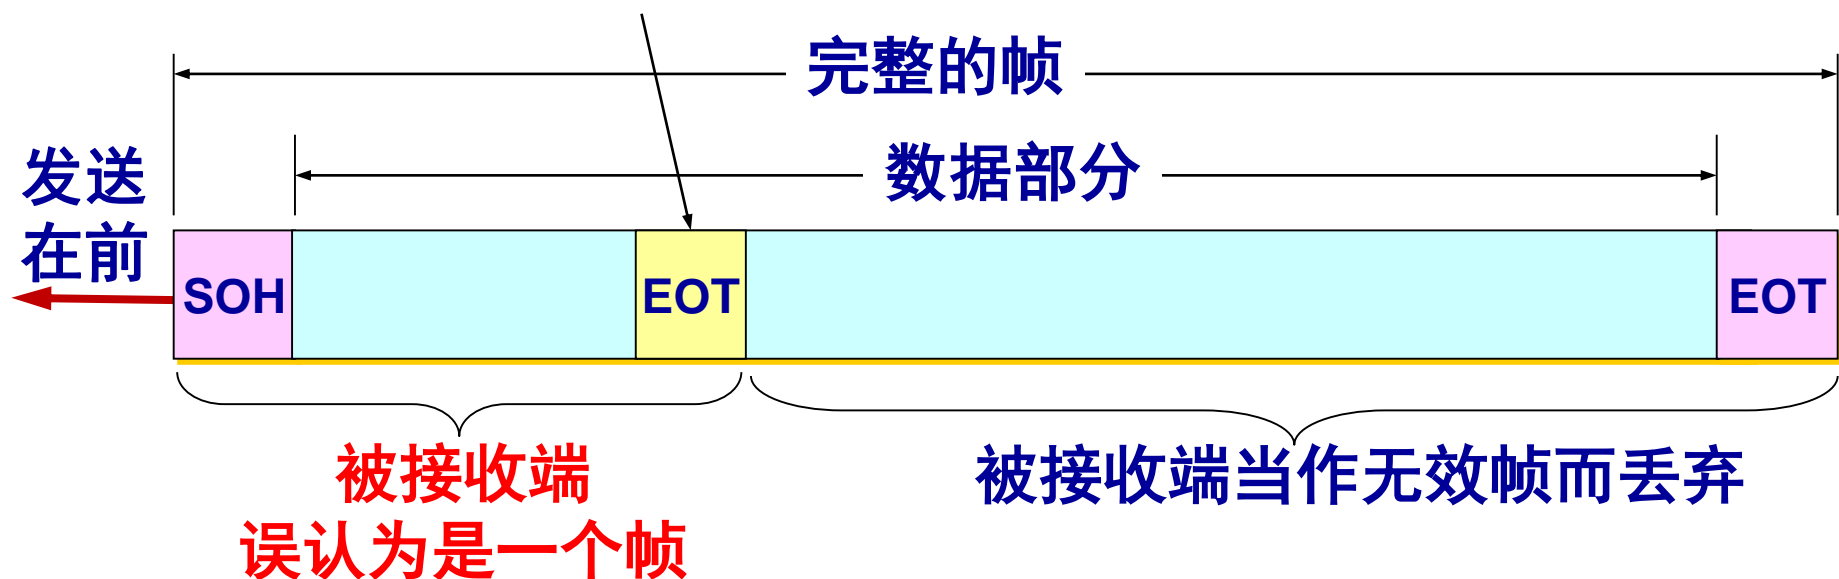 完整的帧
数据部分
发送
在前
SOH
EOT
EOT
被接收端
误认为是一个帧
被接收端当作无效帧而丢弃